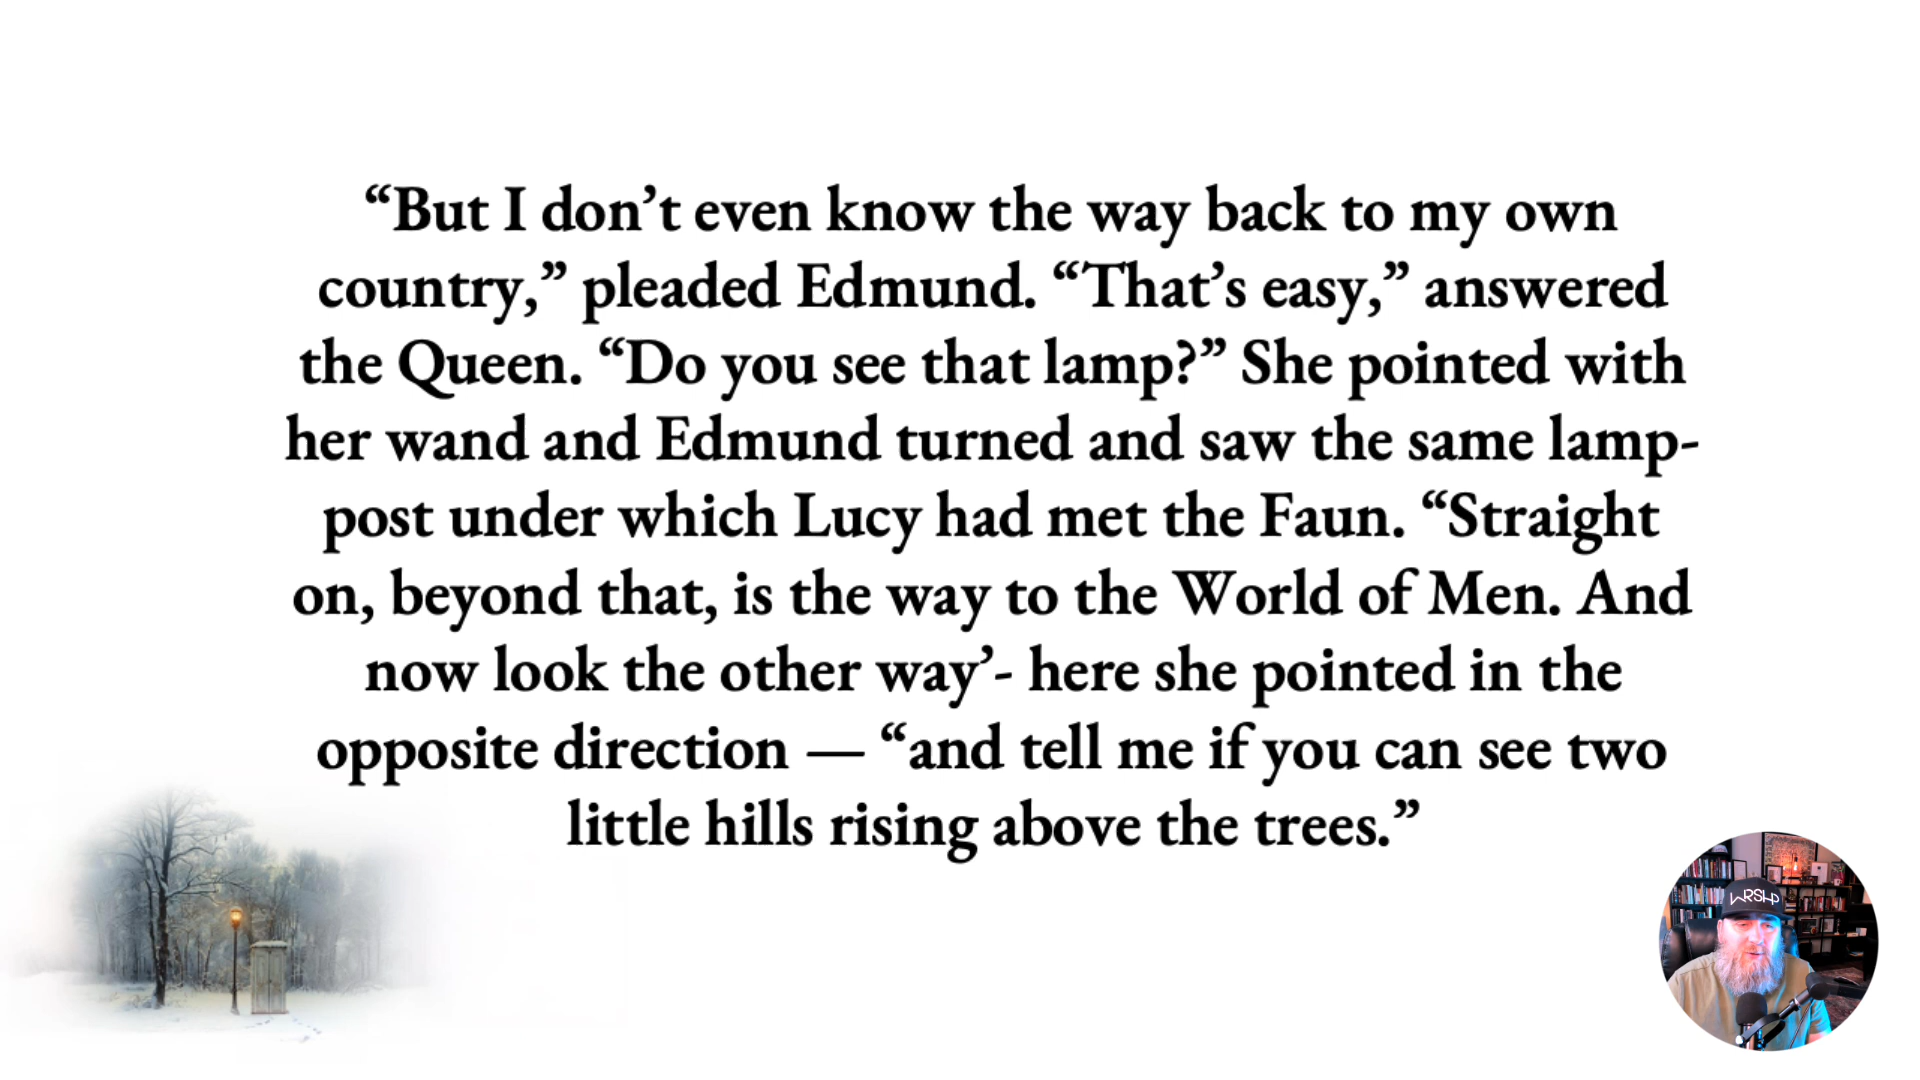 “But I don’t even know the way back to my own
country,” pleaded Edmund. “That’s easy,” answered
the Queen. “Do you see that lamp?” She pointed with
her wand and Edmund turned and saw the same lamp-
post under which Lucy had met the Faun. “Straight
on, beyond that, is the way to the World of Men. And
now look the other way’- here she pointed in the
opposite direction — “and tell me if you can see two
little hills rising above the trees.”
WRSHP